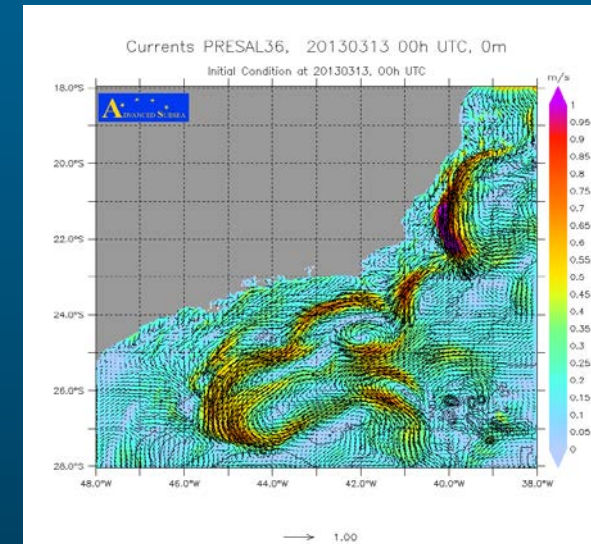 Currents PRESAL36, 20130313 00h UTC, 0m
Initial Condition at 20130313, 00h UTC
m/s
ADVANCED SUBSEA
18.0°S
20.0°S
22.0°S
24.0°S
26.0°S
28.0°S
48.0°W 46.0°W 44.0°W 42.0°W 40.0°W 38.0°W
1
0.95
0.9
0.85
0.8
0.75
0.7
0.65
0.6
0.55
0.5
0.45
0.4
0.35
0.3
0.25
0.2
0.15
0.1
0.05
0
1.00